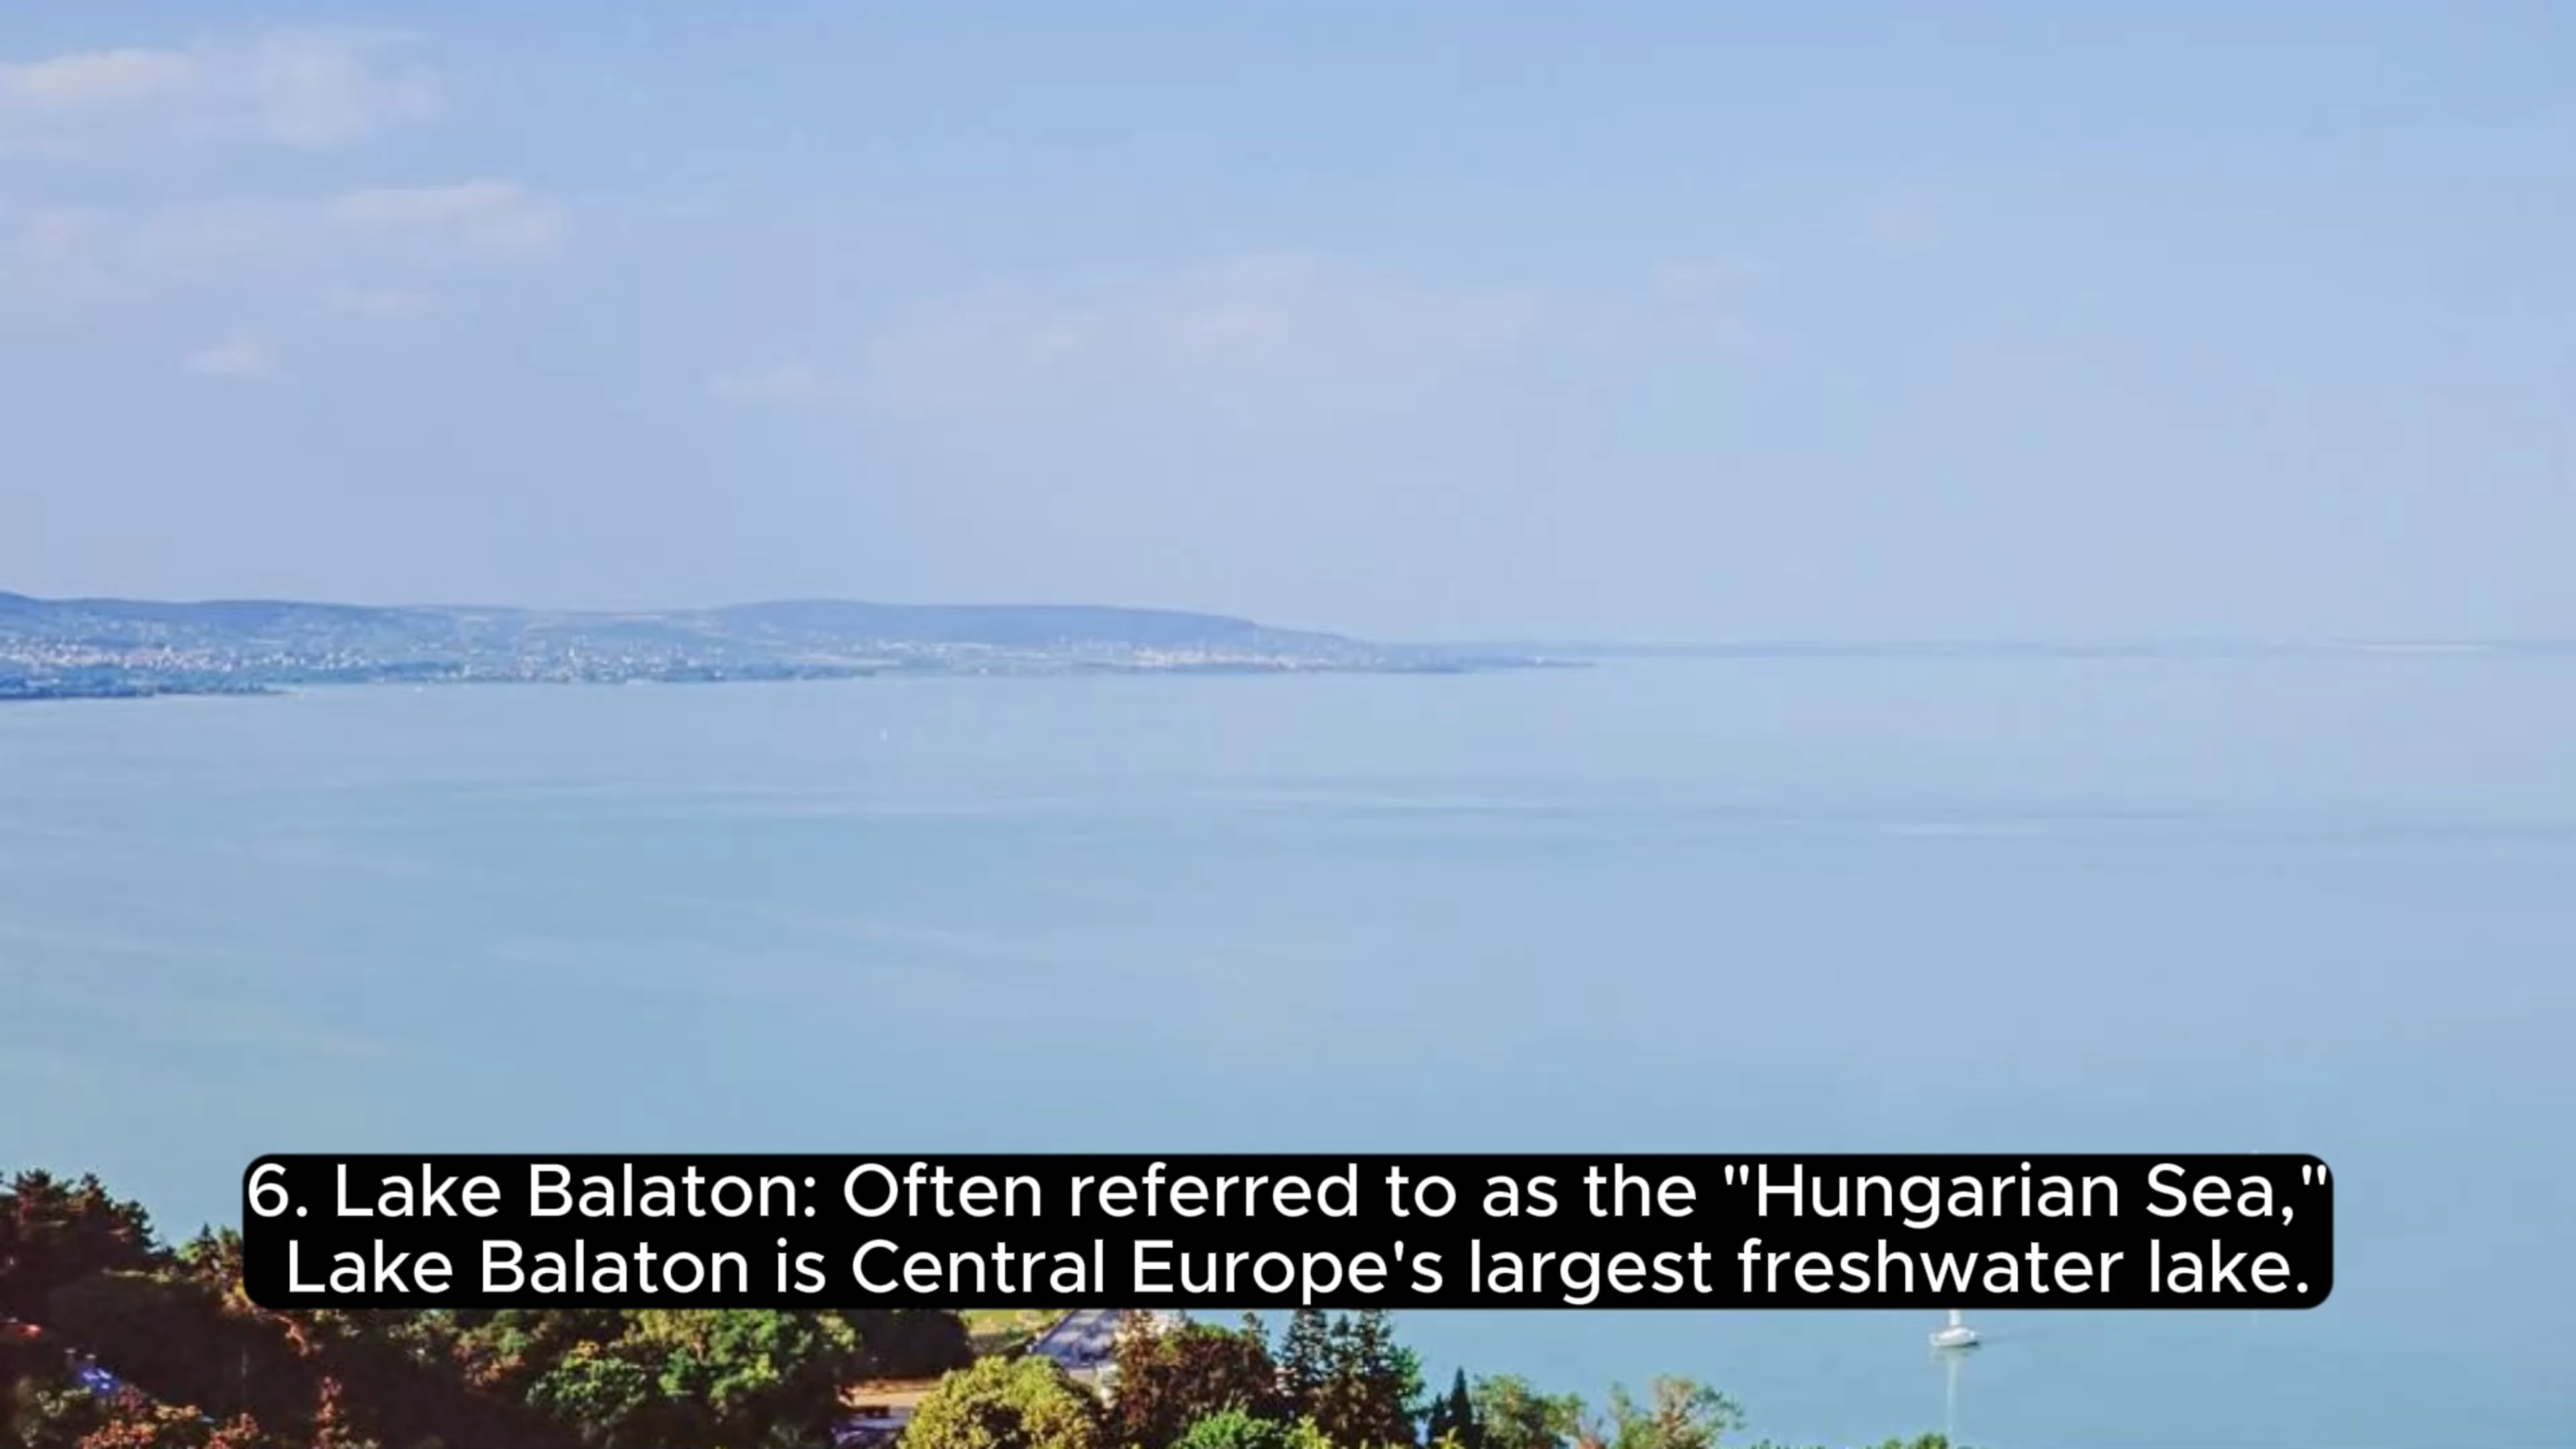 6. Lake Balaton: Often referred to as the "Hungarian Sea,"
Lake Balaton is Central Europe's largest freshwater lake.